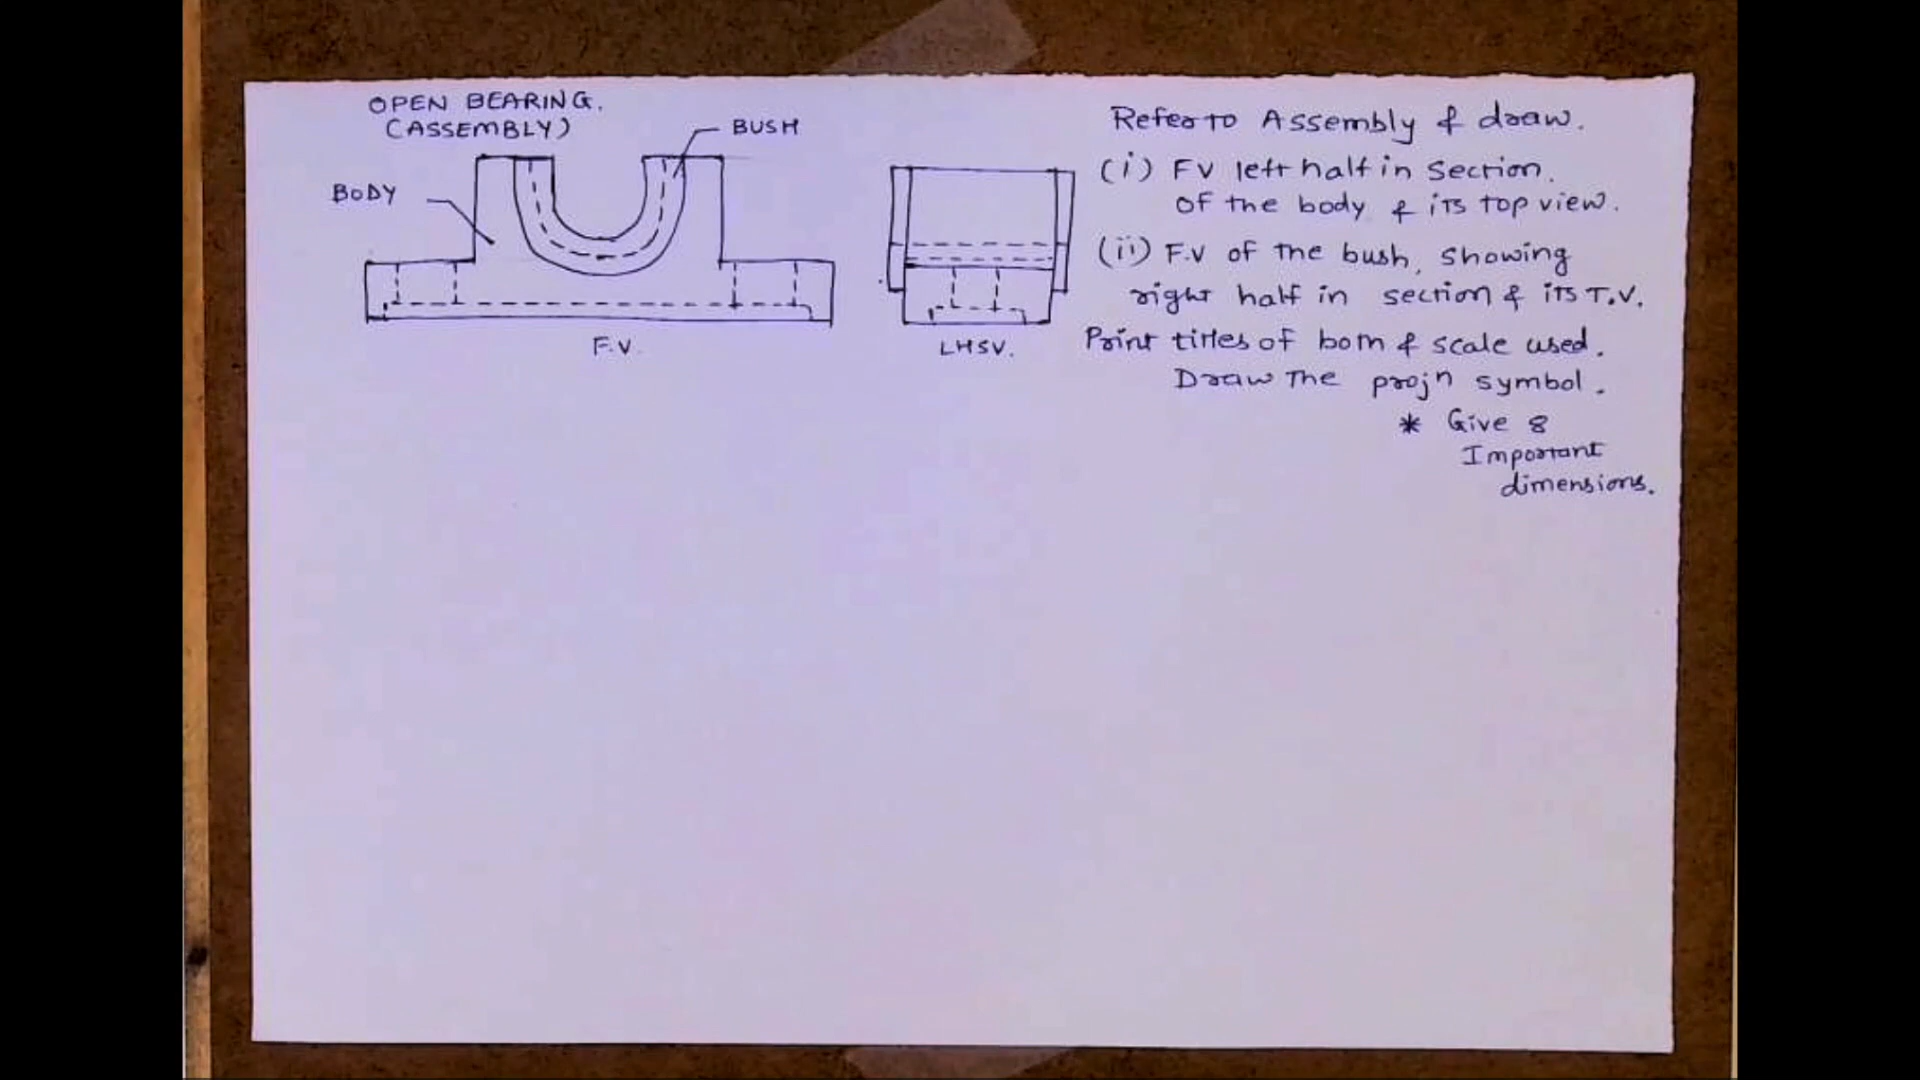 OPEN BEARING.
(ASSEMBLY)
BUSH
BODY
F.V.
LHSV.
Refer to Assembly & draw.
(i) FV left half in section.
of the body & its top view.
(ii) F.V of the bush, showing
right half in section & its T.V.
Print titles of both & scale used.
Draw the projn symbol.
* Give 8
Important
dimensions.